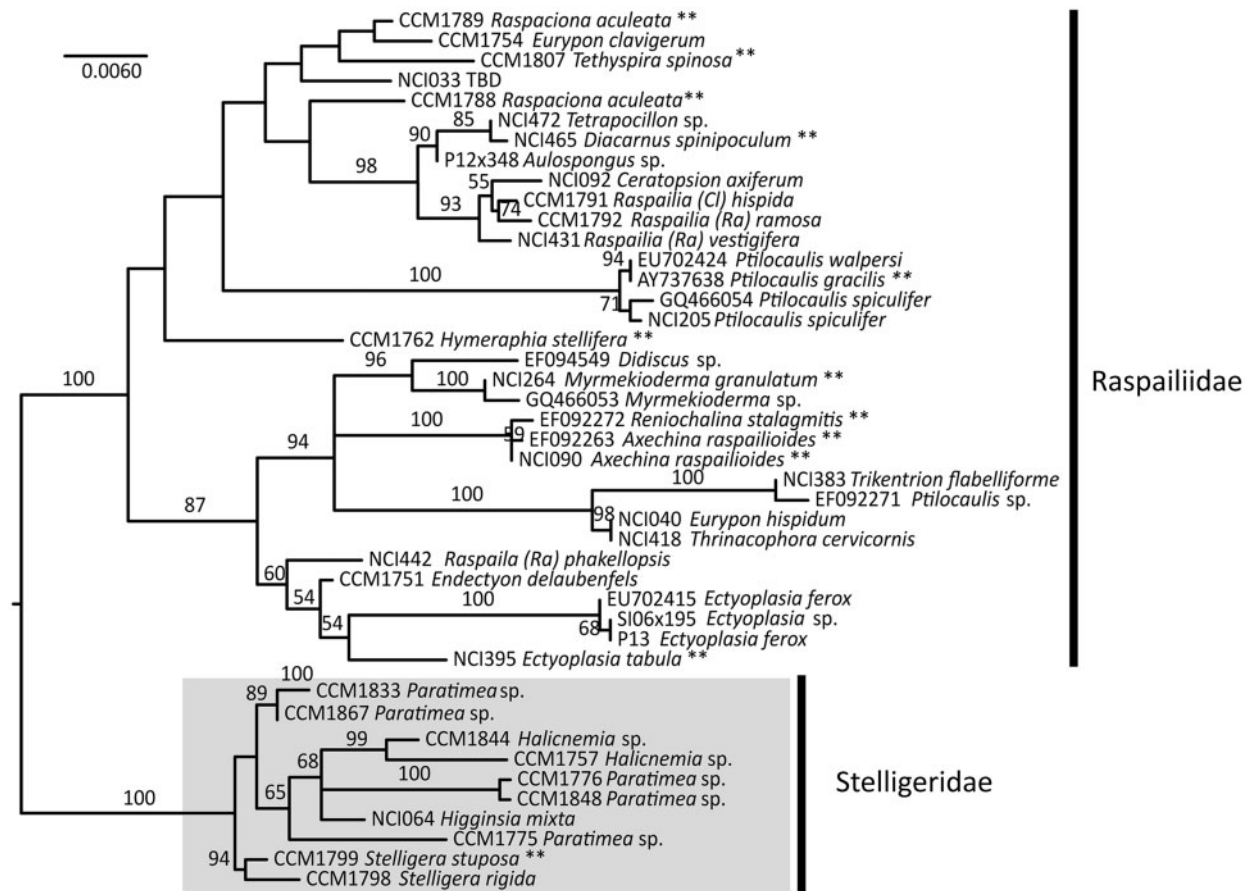 CCM1789 Raspaciona aculeata **
CCM1754 Eurypon clavigerum
0.0060
CCM1807 Tethyspira spinosa **
NCI033 TBD
CCM1788 Raspaciona aculeata**
85
NCI472 Tetrapocillon sp.
90
NCI465 Diacarnus spinipoculum **
P12x348 Aulospongus sp.
98
55
NCI092 Ceratopsion axiferum
CCM1791 Raspailia (Cl) hispida
93
74
CCM1792 Raspailia (Ra) ramosa
NCI431 Raspailia (Ra) vestigifera
94
EU702424 Ptilocaulis walpersi
100
AY737638 Ptilocaulis gracilis **
GQ466054 Ptilocaulis spiculifer
71
NCI205 Ptilocaulis spiculifer
CCM1762 Hymeraphia stellifera **
96
EF094549 Didiscus sp.
100
100
NCI264 Myrmekioderma granulatum **
Raspailiidae
GQ466053 Myrmekioderma sp.
EF092272 Reniochalina stalagmitis **
100
59
EF092263 Axechina raspailioides **
94
NCI090 Axechina raspailioides **
100
NCI383 Trikentrion flabelliforme
EF092271 Ptilocaulis sp.
100
98
NCI040 Eurypon hispidum
87
NCI418 Thrinacophora cervicornis
NCI442 Raspaila (Ra) phakellopsis
60
CCM1751 Endectyon delaubenfels
54
100
EU702415 Ectyoplasia ferox
SI06x195 Ectyoplasia sp.
54
68
P13 Ectyoplasia ferox
NCI395 Ectyoplasia tabula **
100
89
CCM1833 Paratimea sp.
CCM1867 Paratimea sp.
99
CCM1844 Halicnemia sp.
68
CCM1757 Halicnemia sp.
100
CCM1776 Paratimea sp.
Stelligeridae
65
CCM1848 Paratimea sp.
100
NCI064 Higginsia mixta
CCM1775 Paratimea sp.
94
CCM1799 Stelligera stuposa **
CCM1798 Stelligera rigida